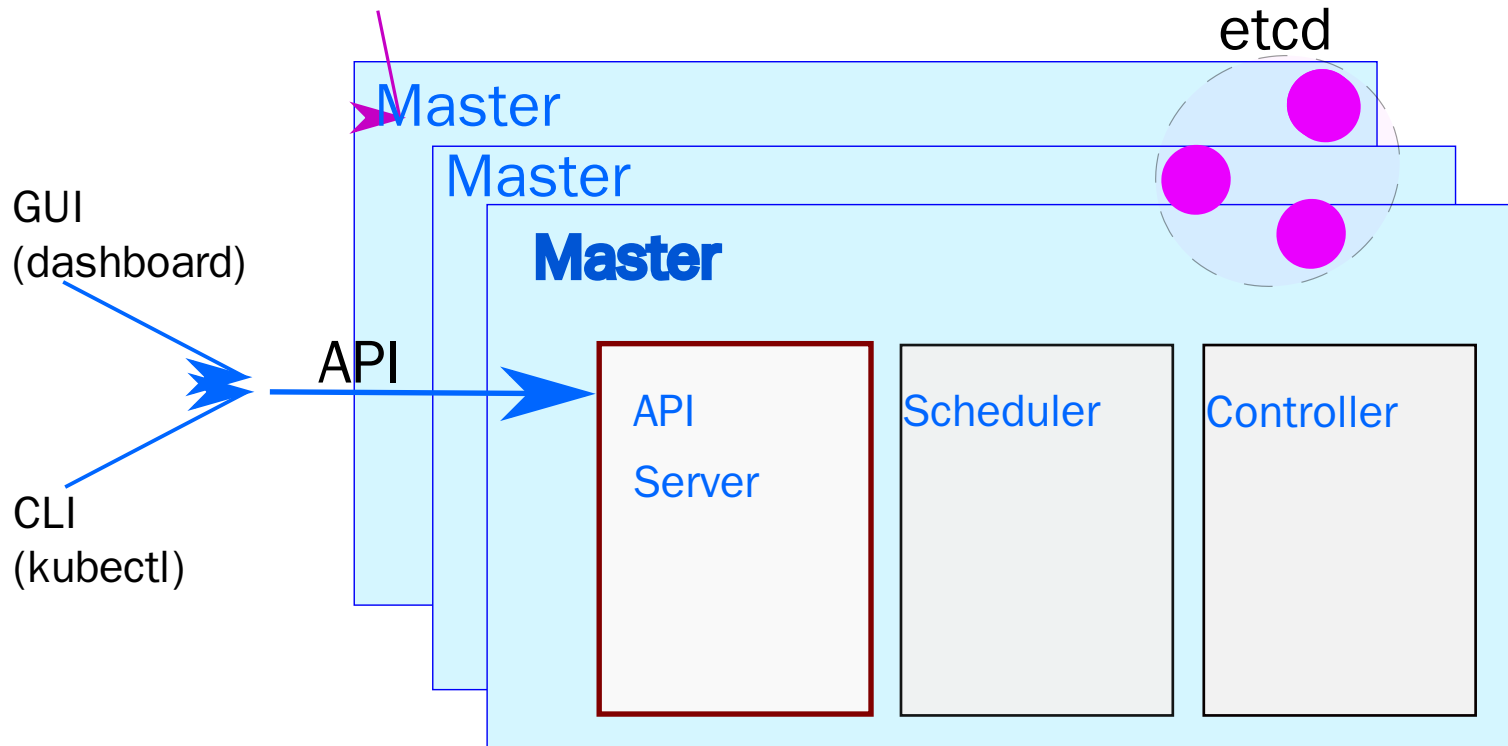 etcd
Master
Master
GUI
(dashboard)
Master
API
API
Server
Scheduler
Controller
CLI
(kubectl)